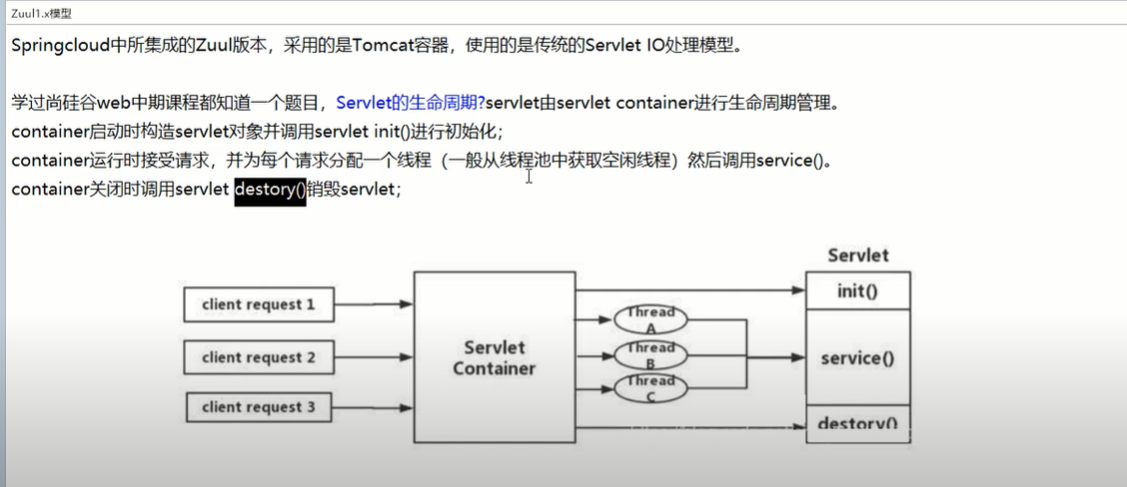 Zuul1.x模型
Springcloud中所集成的Zuul版本，采用的是Tomcat容器，使用的是传统的Servlet IO处理模型。
学过尚硅谷web中期课程都知道一个题目，Servlet的生命周期?servlet由servlet container进行生命周期管理。
container启动时构造servlet对象并调用servlet init()进行初始化；
container运行时接受请求，并为每个请求分配一个线程（一般从线程池中获取空闲线程）然后调用service()。
container关闭时调用servlet destory()销毁servlet；
Servlet
client request 1
client request 2
client request 3
Servlet
Container
Thread
A
Thread
B
Thread
C
init()
service()
destory()